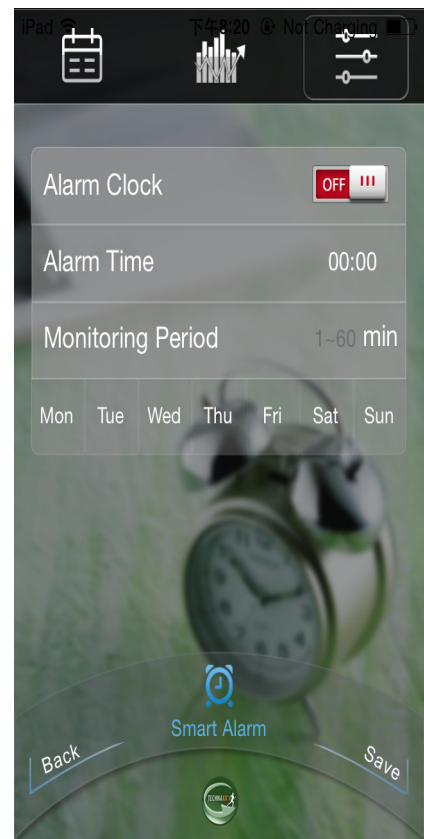 iPad 下午8:20 Not Charging
Alarm Clock OFF
Alarm Time 00:00
Monitoring Period 1~60 min
Mon Tue Wed Thu Fri Sat Sun
Smart Alarm
Back Save
TECHNAXX